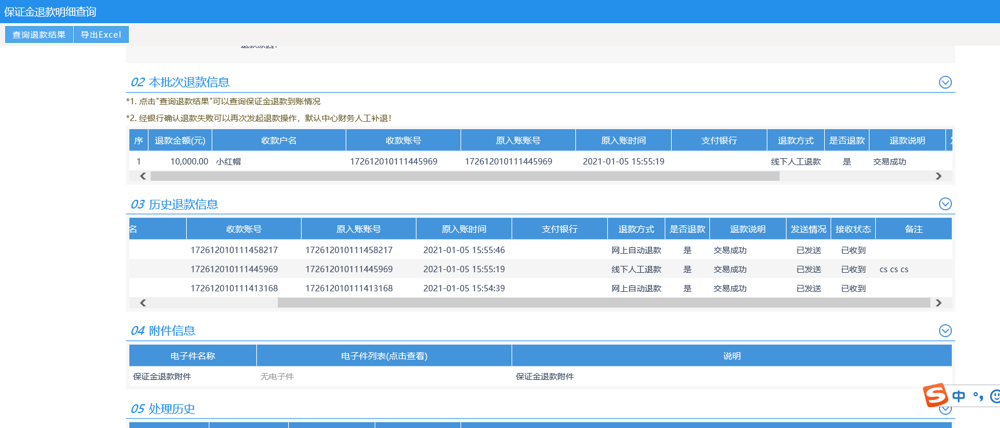 保证金退款明细查询
查询退款结果 导出Excel
退款原因:
02 本批次退款信息
*1. 点击"查询退款结果"可以查询保证金退款到账情况
*2. 经银行确认退款失败可以再次发起退款操作，默认中心财务人工补退！
序 退款金额(元) 收款户名 收款账号 原入账账号 原入账时间 支付银行 退款方式 是否退款 退款说明
1 10,000.00 小红帽 172612010111445969 172612010111445969 2021-01-05 15:55:19 线下人工退款 是 交易成功
03 历史退款信息
名 收款账号 原入账账号 原入账时间 支付银行 退款方式 是否退款 退款说明 发送情况 接收状态 备注
172612010111458217 172612010111458217 2021-01-05 15:55:46 网上自动退款 是 交易成功 已发送 已收到
172612010111445969 172612010111445969 2021-01-05 15:55:19 线下人工退款 是 交易成功 已发送 已收到 cs cs cs
172612010111413168 172612010111413168 2021-01-05 15:54:39 网上自动退款 是 交易成功 已发送 已收到
04 附件信息
电子件名称 电子件列表(点击查看) 说明
保证金退款附件 无电子件 保证金退款附件
S 中 °,
05 处理历史